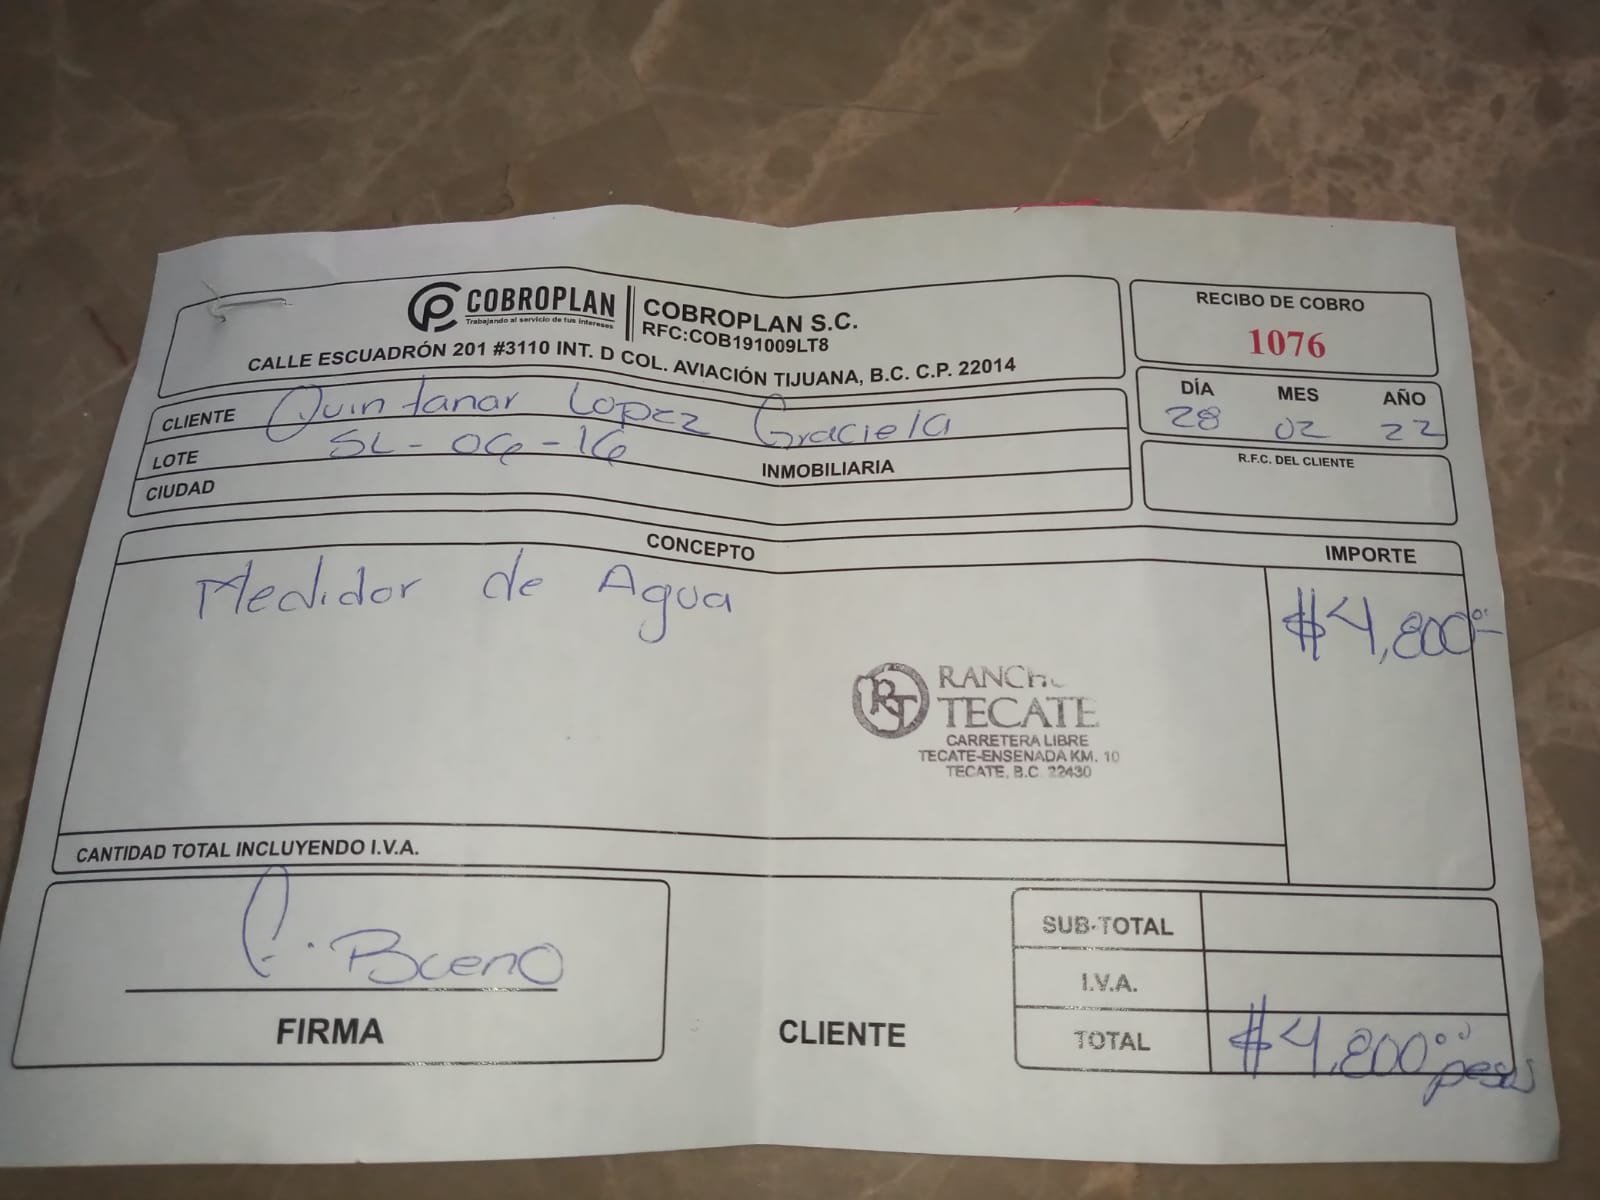 COBROPLAN
Trabajando al servicio de tus intereses
COBROPLAN S.C.
RFC:COB191009LT8
CALLE ESCUADRÓN 201 #3110 INT. D COL. AVIACIÓN TIJUANA, B.C. C.P. 22014
RECIBO DE COBRO
1076
DÍA MES AÑO
28 02 22
R.F.C. DEL CLIENTE
CLIENTE Quintanar Lopez Graciela
LOTE SL-06-16
INMOBILIARIA
CIUDAD
CONCEPTO IMPORTE
Medidor de Agua $4,800.00
RANCHO
TECATE
CARRETERA LIBRE
TECATE-ENSENADA KM. 10
TECATE, B.C. 22430
CANTIDAD TOTAL INCLUYENDO I.V.A.
Bueno
FIRMA
CLIENTE
SUB-TOTAL
I.V.A.
TOTAL $4,800.00 pesos